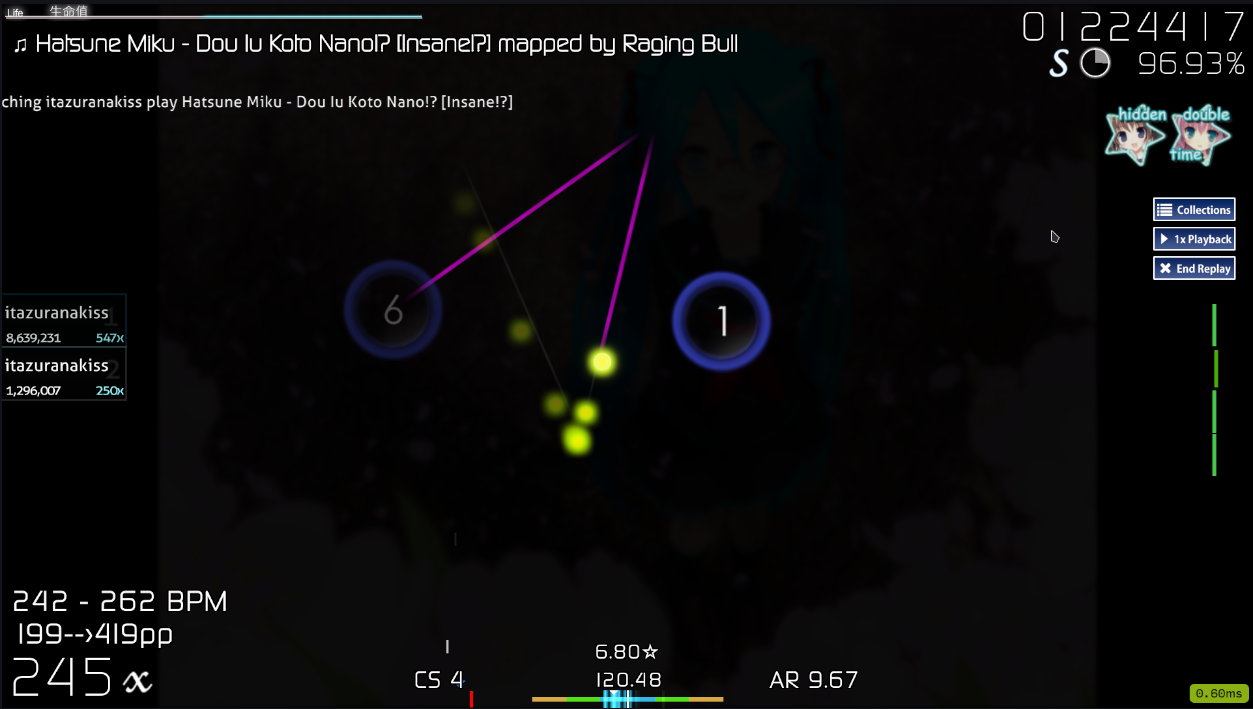 Life 生命值
♫ Hatsune Miku - Dou Iu Koto Nano!? [Insane!?] mapped by Raging Bull
01224417
S 96.93%
ching itazuranakiss play Hatsune Miku - Dou Iu Koto Nano!? [Insane!?]
hidden double time
Collections
1x Playback
End Replay
6
1
itazuranakiss 1
8,639,231 547x
itazuranakiss 2
1,296,007 250x
242 - 262 BPM
199-->419pp
245x
CS 4
6.80☆
120.48
AR 9.67
0.60ms